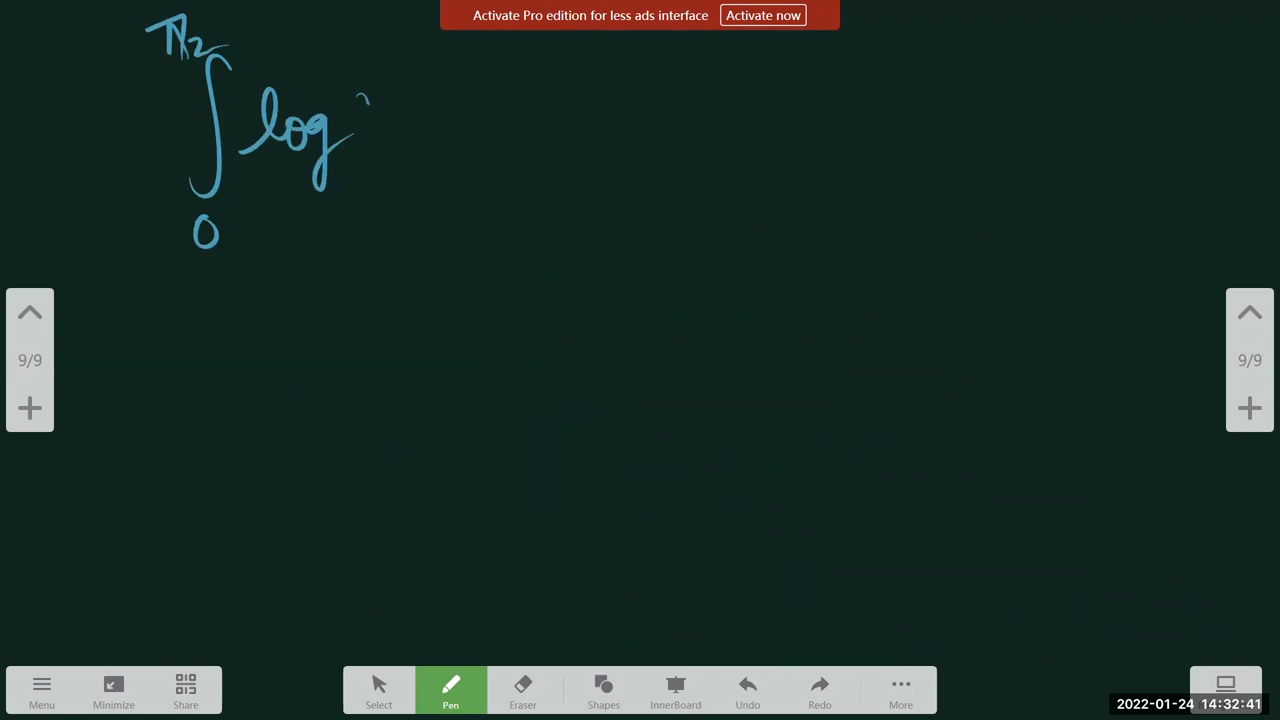 Activate Pro edition for less ads interface Activate now
π/2
∫ log
0
9/9
9/9
Menu Minimize Share Select Pen Eraser Shapes InnerBoard Undo Redo More
2022-01-24 14:32:41